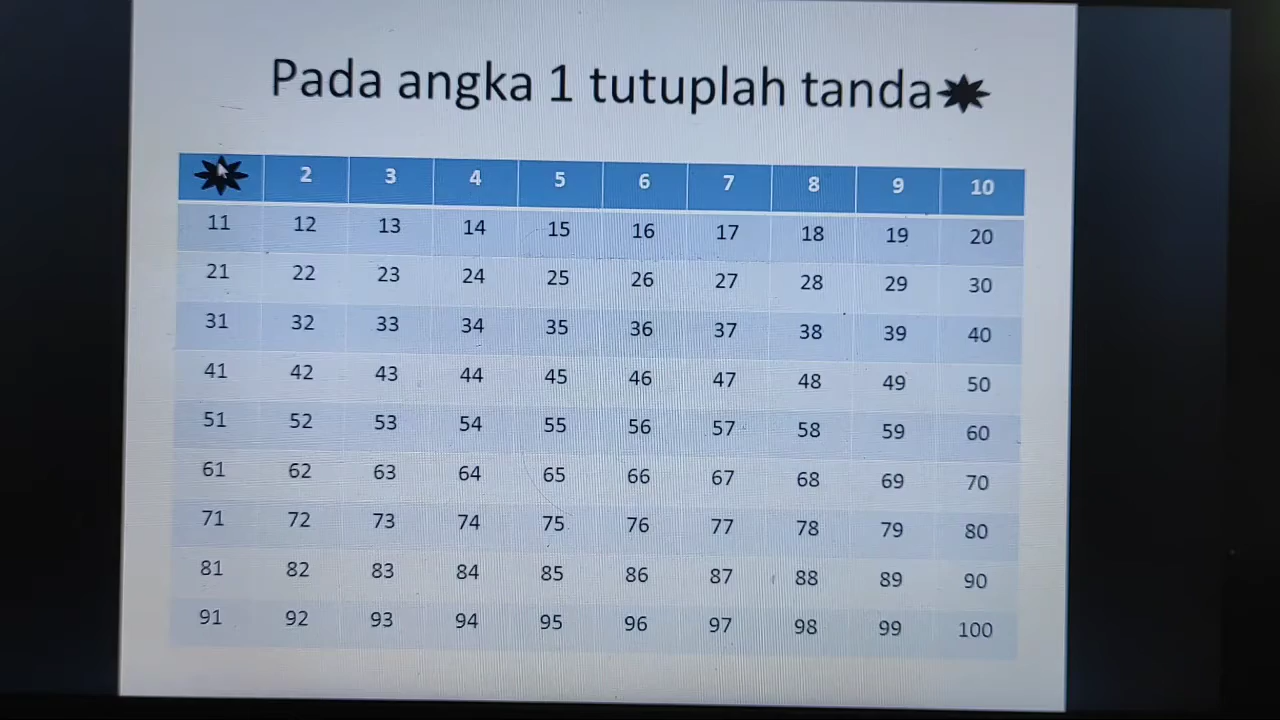 Pada angka 1 tutuplah tanda
2 3 4 5 6 7 8 9 10
11 12 13 14 15 16 17 18 19 20
21 22 23 24 25 26 27 28 29 30
31 32 33 34 35 36 37 38 39 40
41 42 43 44 45 46 47 48 49 50
51 52 53 54 55 56 57 58 59 60
61 62 63 64 65 66 67 68 69 70
71 72 73 74 75 76 77 78 79 80
81 82 83 84 85 86 87 88 89 90
91 92 93 94 95 96 97 98 99 100